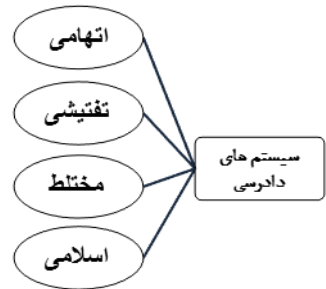 سیستم های
دادرسی
اتهامی
تفتیشی
مختلط
اسلامی